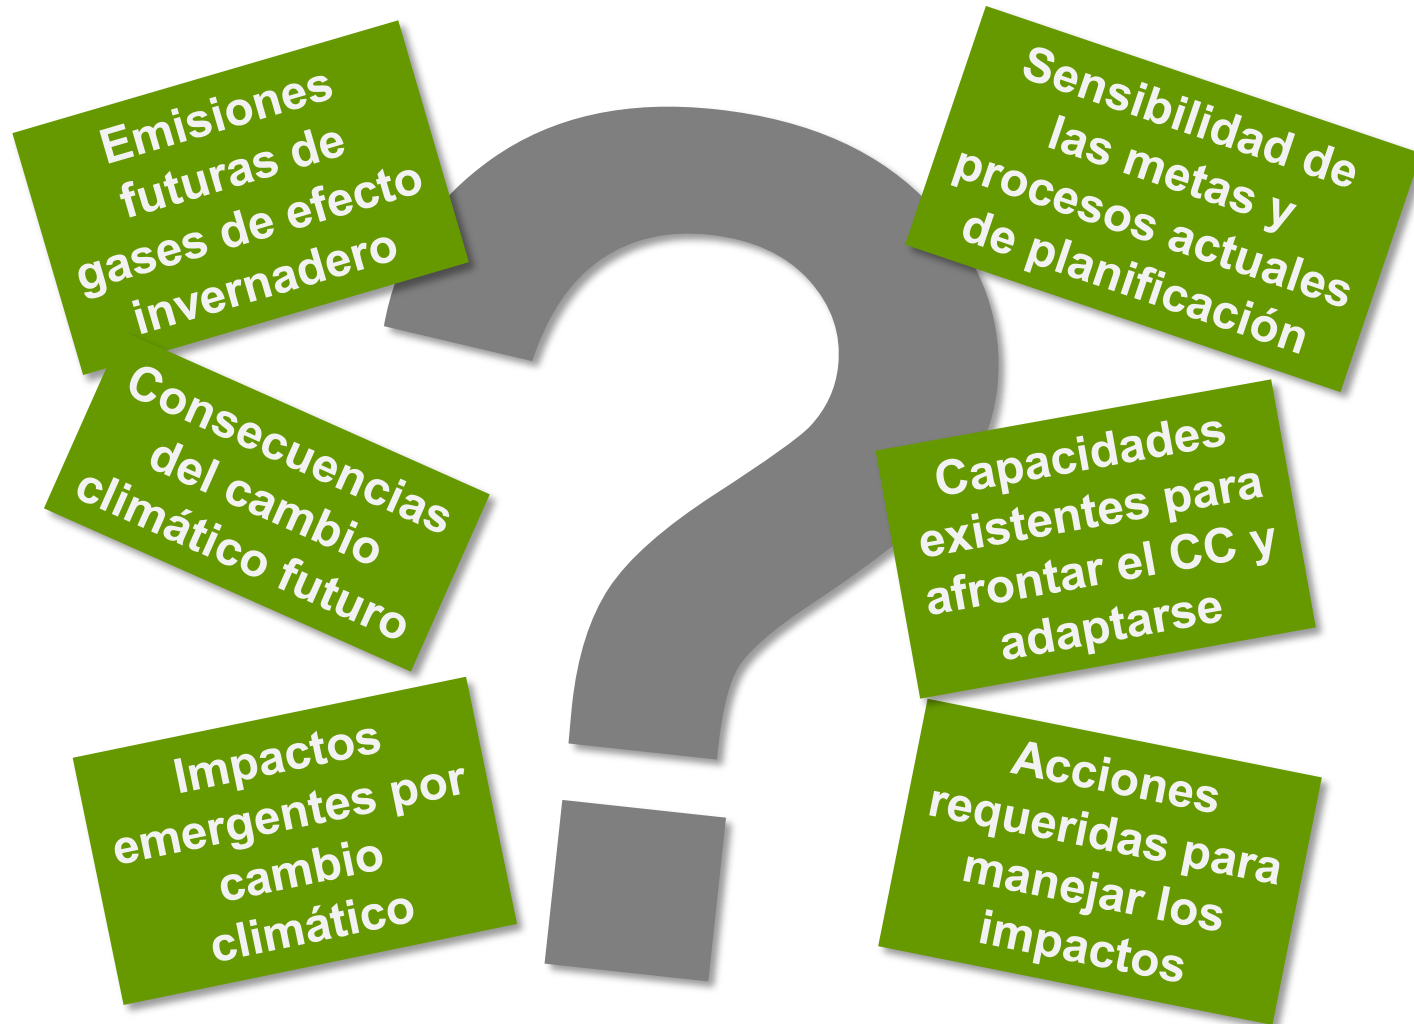 Emisiones
futuras de
gases de efecto
invernadero
Consecuencias
del cambio
climático futuro
Impactos
emergentes por
cambio
climático
Sensibilidad de
las metas y
procesos actuales
de planificación
Capacidades
existentes para
afrontar el CC y
adaptarse
Acciones
requeridas para
manejar los
impactos
?